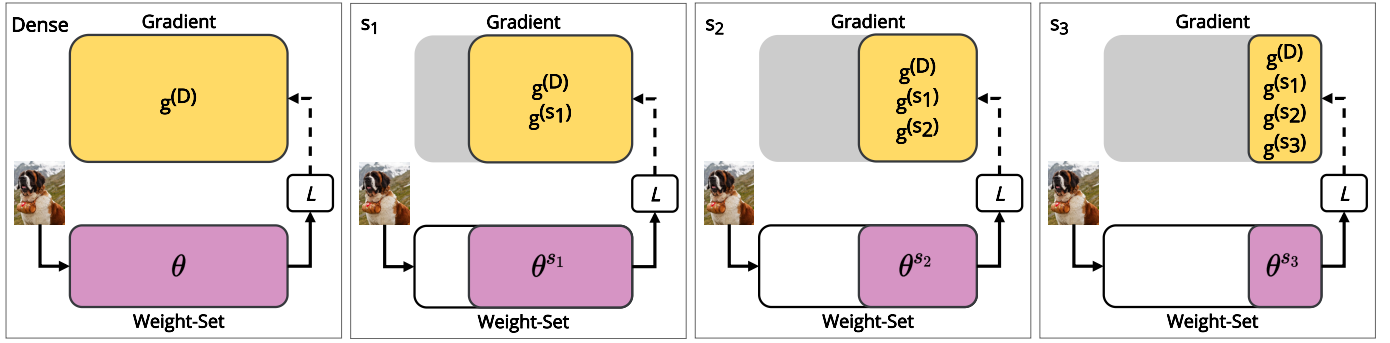 Dense
Gradient
g(D)
L
θ
Weight-Set
s1
Gradient
g(D)
g(s1)
L
θs1
Weight-Set
s2
Gradient
g(D)
g(s1)
g(s2)
L
θs2
Weight-Set
s3
Gradient
g(D)
g(s1)
g(s2)
g(s3)
L
θs3
Weight-Set